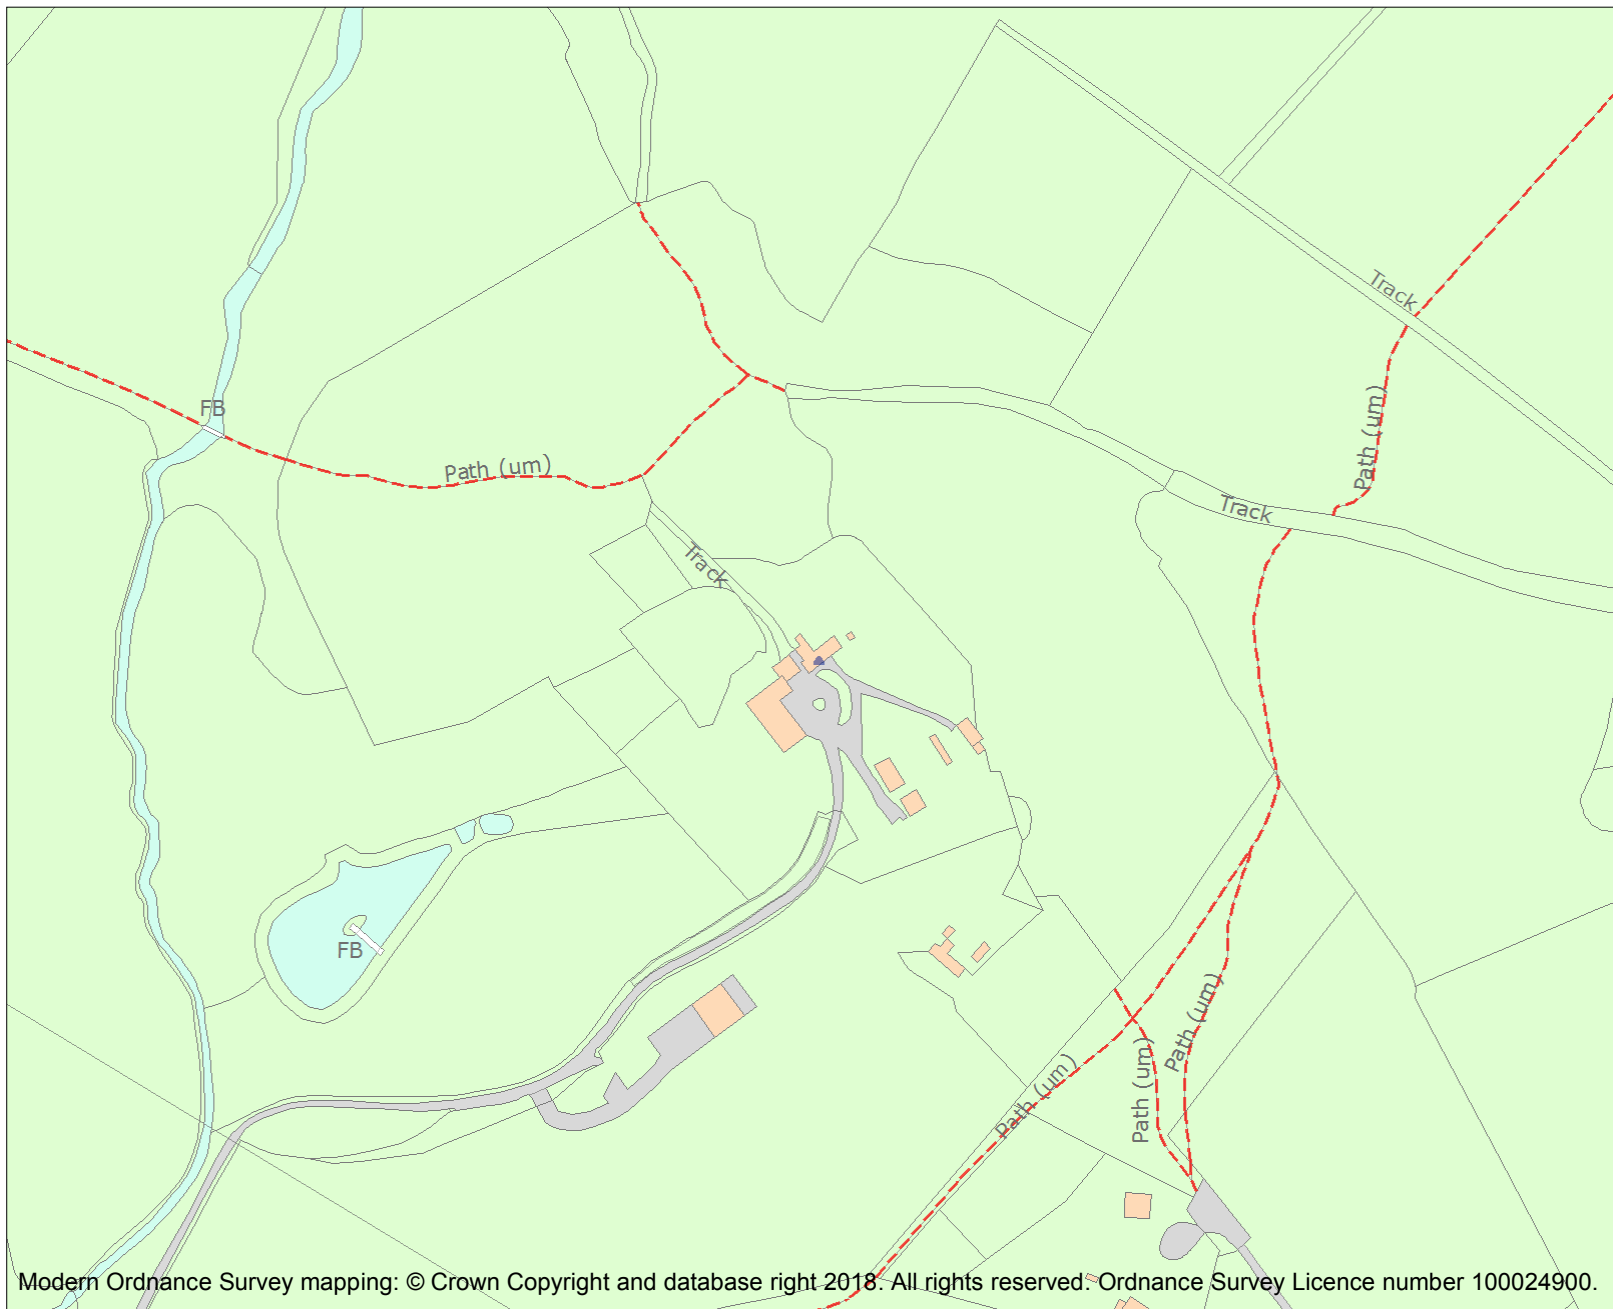 Track
FB
Path (um)
Path (um)
Track
Track
FB
Path (um)
Path (um)
Path (um)
Modern Ordnance Survey mapping: © Crown Copyright and database right 2018. All rights reserved. Ordnance Survey Licence number 100024900.